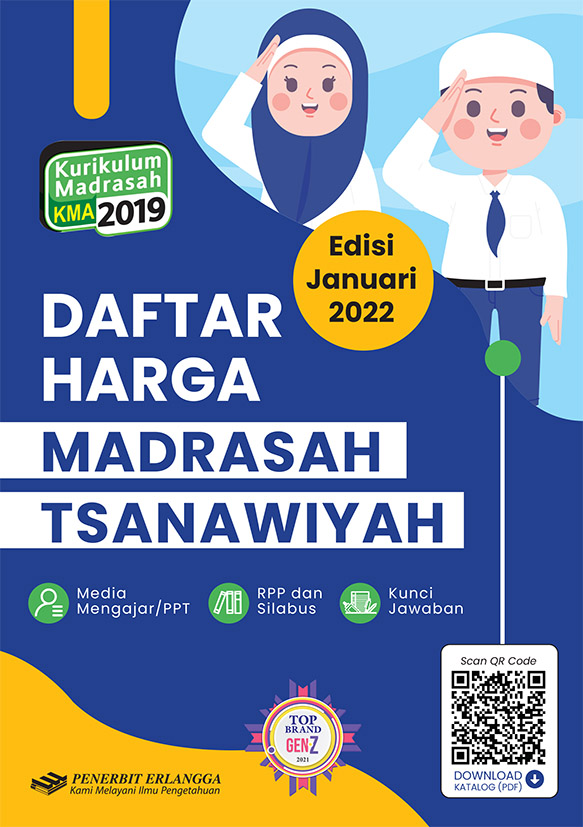 Kurikulum
Madrasah
KMA 2019
Edisi
Januari
2022
DAFTAR
HARGA
MADRASAH
TSANAWIYAH
Media
Mengajar/PPT
RPP dan
Silabus
Kunci
Jawaban
Scan QR Code
DOWNLOAD
KATALOG (PDF)
TOP
BRAND
GEN Z
2021
PENERBIT ERLANGGA
Kami Melayani Ilmu Pengetahuan